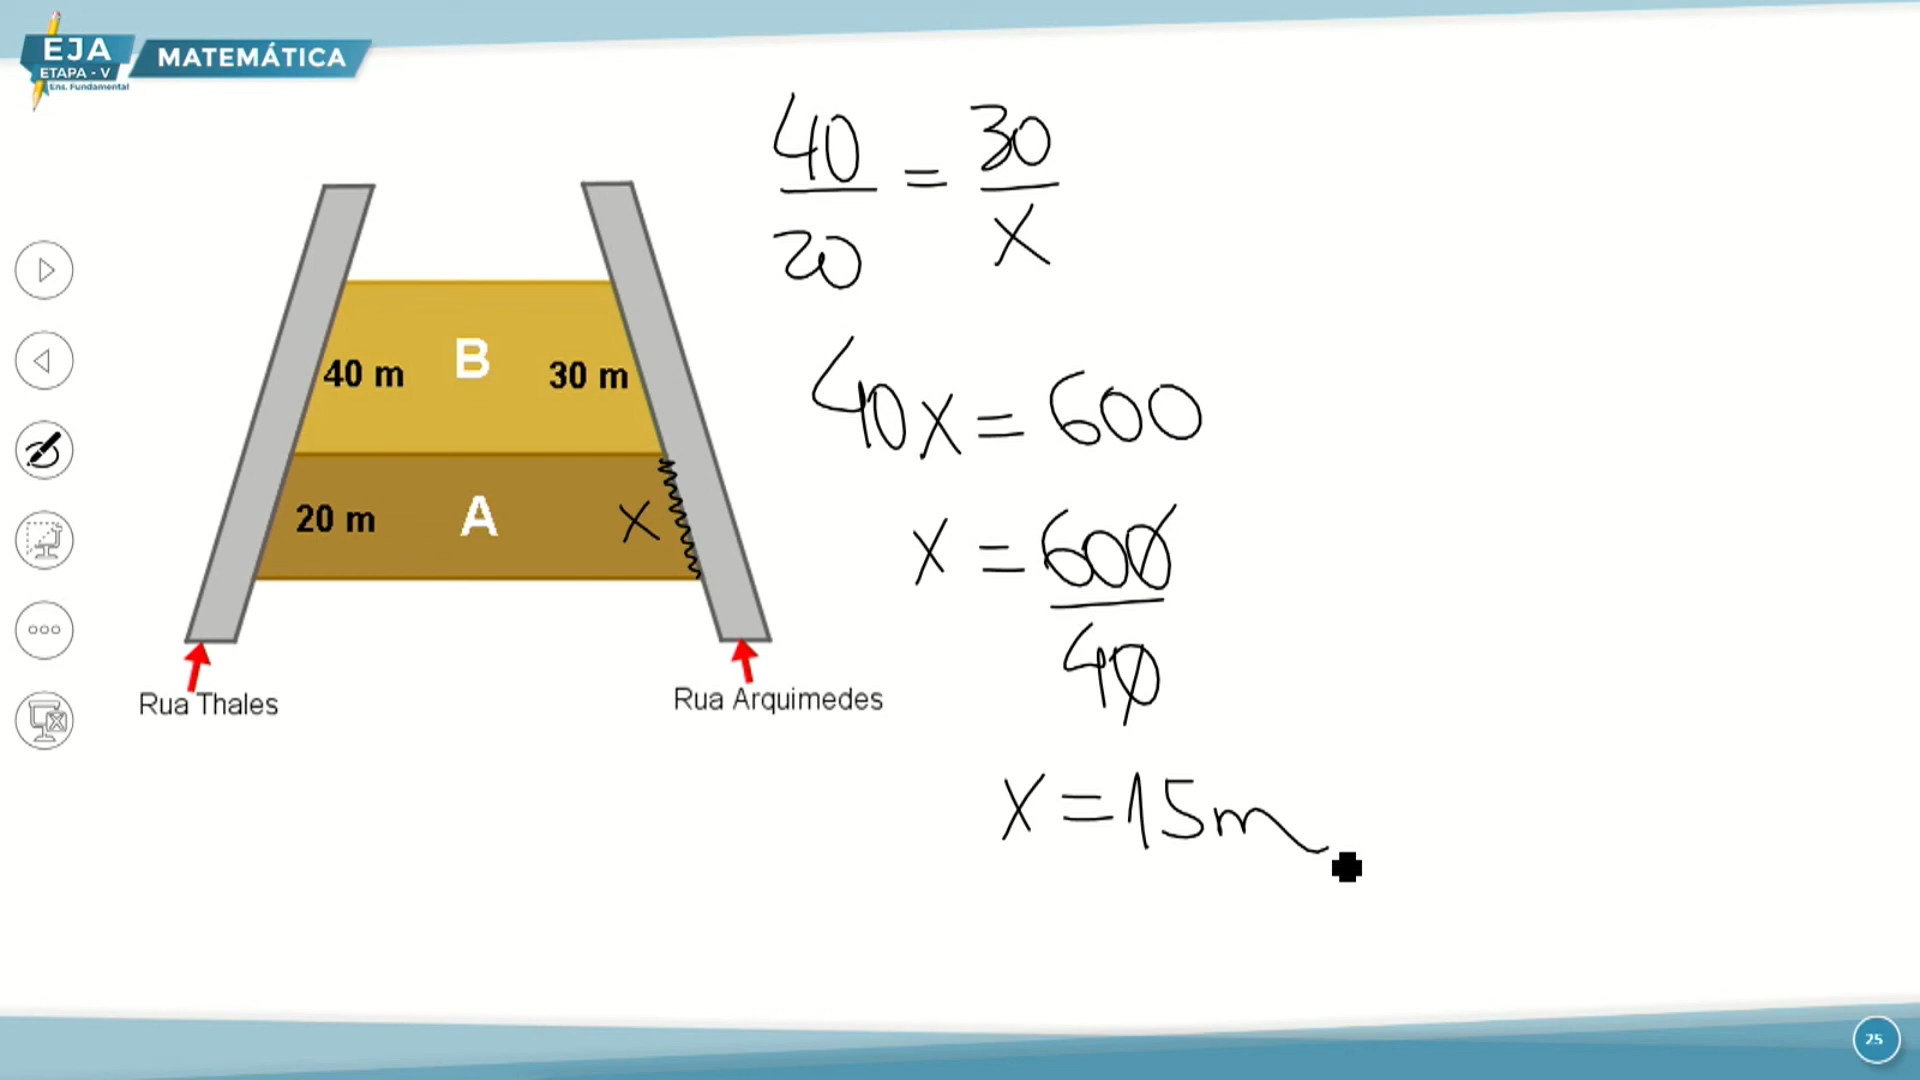 EJA
ETAPA - V
Ens. Fundamental
MATEMÁTICA
40 m
B
30 m
20 m
A
X
Rua Thales
Rua Arquimedes
40/20 = 30/X
40X = 600
X = 600/40
X = 15m
25